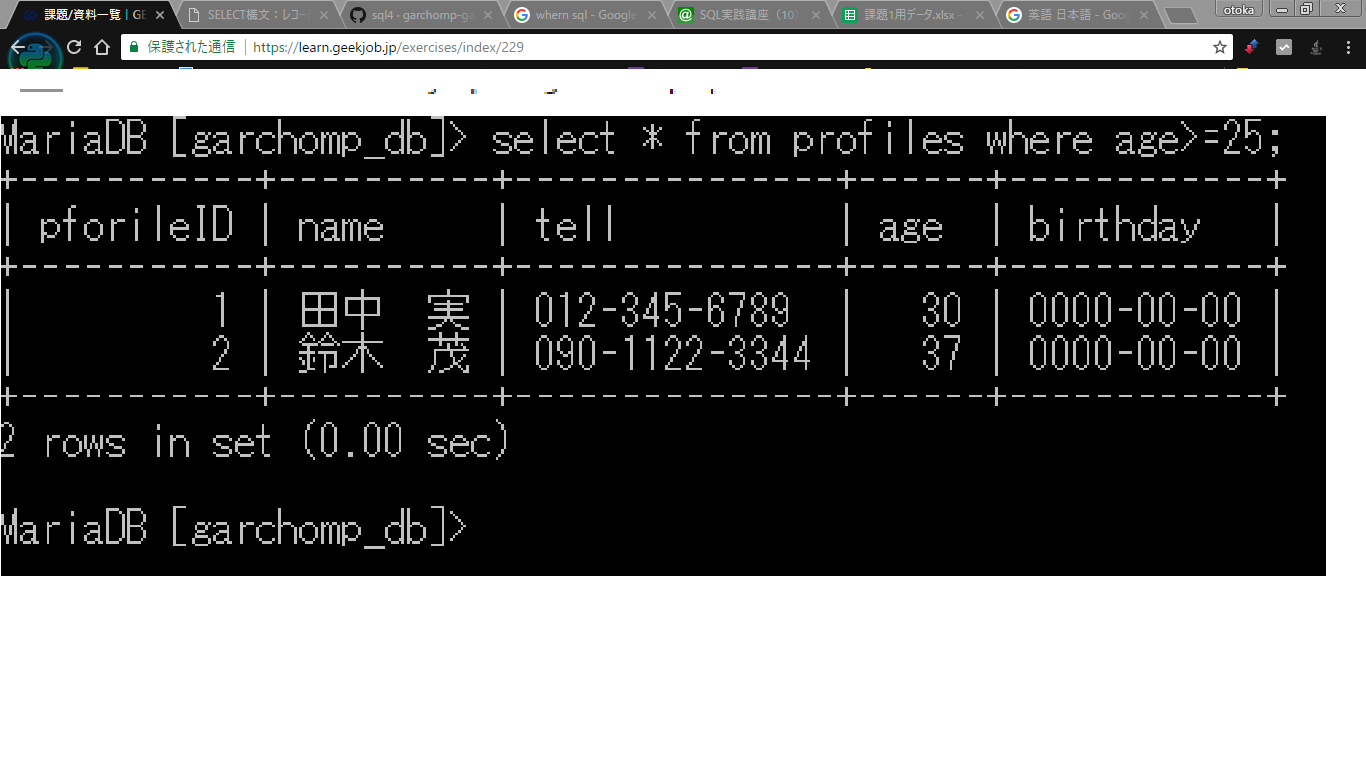 課題/資料一覧 | GE
SELECT構文：レコー
sql4 · garchomp-ga
whern sql - Google
SQL実践講座（10）
課題1用データ.xlsx -
英語 日本語 - Goo
otoka
保護された通信 https://learn.geekjob.jp/exercises/index/229
MariaDB [garchomp_db]> select * from profiles where age>=25;
+-----------+----------+---------------+------+------------+
| pforileID | name | tell | age | birthday |
+-----------+----------+---------------+------+------------+
| 1 | 田中　実 | 012-345-6789 | 30 | 0000-00-00 |
| 2 | 鈴木　茂 | 090-1122-3344 | 37 | 0000-00-00 |
+-----------+----------+---------------+------+------------+
2 rows in set (0.00 sec)
MariaDB [garchomp_db]>